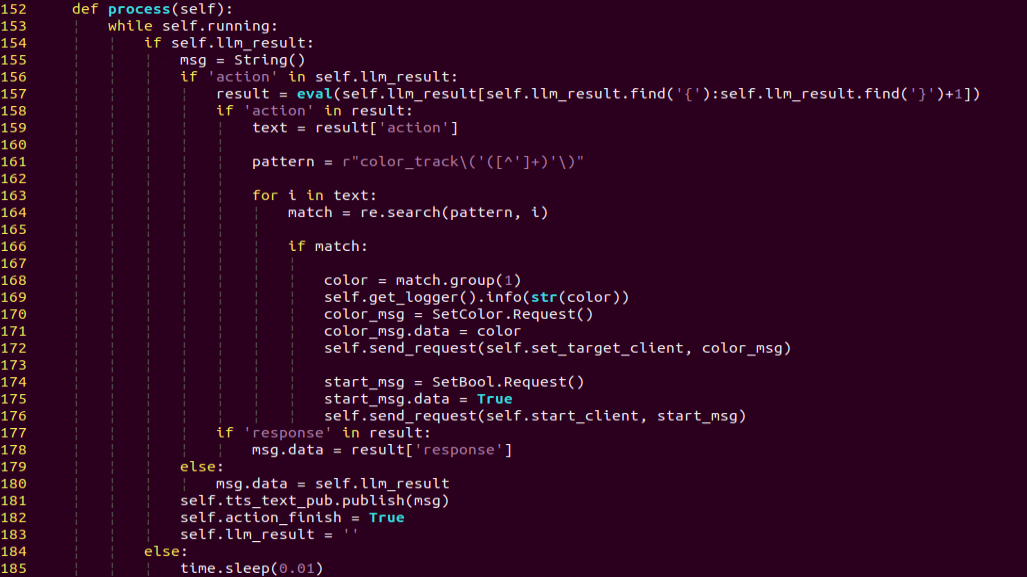 152     def process(self):
153         while self.running:
154             if self.llm_result:
155                 msg = String()
156                 if 'action' in self.llm_result:
157                     result = eval(self.llm_result[self.llm_result.find('{'):self.llm_result.find('}')+1])
158                     if 'action' in result:
159                         text = result['action']
160
161                         pattern = r"color_track\('([^']+)'\)"
162
163                         for i in text:
164                             match = re.search(pattern, i)
165
166                             if match:
167
168                                 color = match.group(1)
169                                 self.get_logger().info(str(color))
170                                 color_msg = SetColor.Request()
171                                 color_msg.data = color
172                                 self.send_request(self.set_target_client, color_msg)
173
174                                 start_msg = SetBool.Request()
175                                 start_msg.data = True
176                                 self.send_request(self.start_client, start_msg)
177                     if 'response' in result:
178                         msg.data = result['response']
179                 else:
180                     msg.data = self.llm_result
181                 self.tts_text_pub.publish(msg)
182                 self.action_finish = True
183                 self.llm_result = ''
184             else:
185                 time.sleep(0.01)